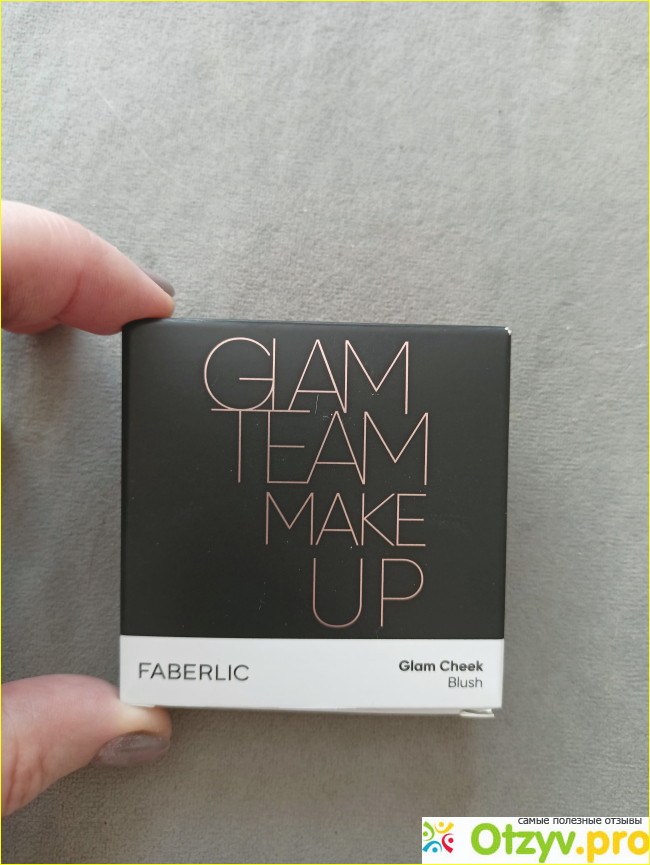 GLAM
TEAM
MAKE
UP
FABERLIC
Glam Cheek
Blush
самые полезные отзывы
Otzyv.pro